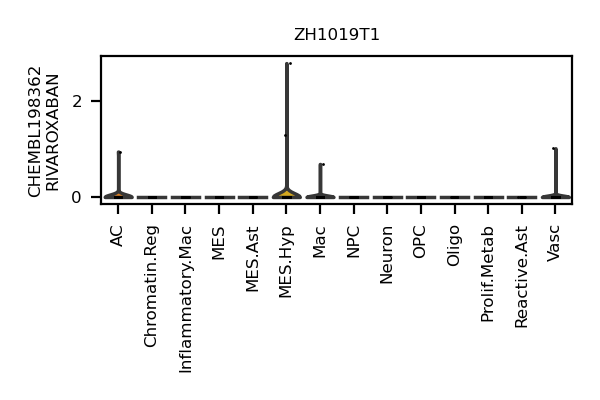 ZH1019T1
CHEMBL198362
RIVAROXABAN
2
0
AC
Chromatin.Reg
Inflammatory.Mac
MES
MES.Ast
MES.Hyp
Mac
NPC
Neuron
OPC
Oligo
Prolif.Metab
Reactive.Ast
Vasc